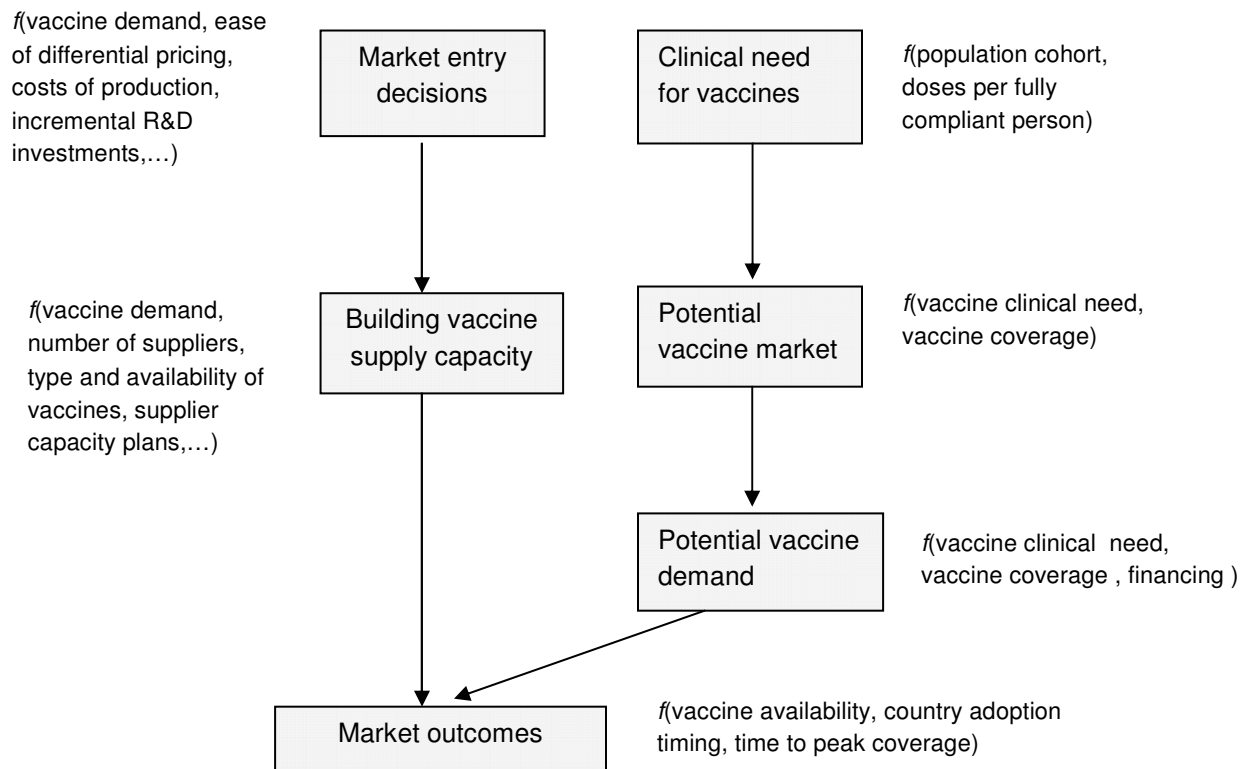 f(vaccine demand, ease
of differential pricing,
costs of production,
incremental R&D
investments,...)
Market entry
decisions
Clinical need
for vaccines
f(population cohort,
doses per fully
compliant person)
f(vaccine demand,
number of suppliers,
type and availability of
vaccines, supplier
capacity plans,...)
Building vaccine
supply capacity
Potential
vaccine market
f(vaccine clinical need,
vaccine coverage)
Potential vaccine
demand
f(vaccine clinical  need,
vaccine coverage , financing )
Market outcomes
f(vaccine availability, country adoption
timing, time to peak coverage)